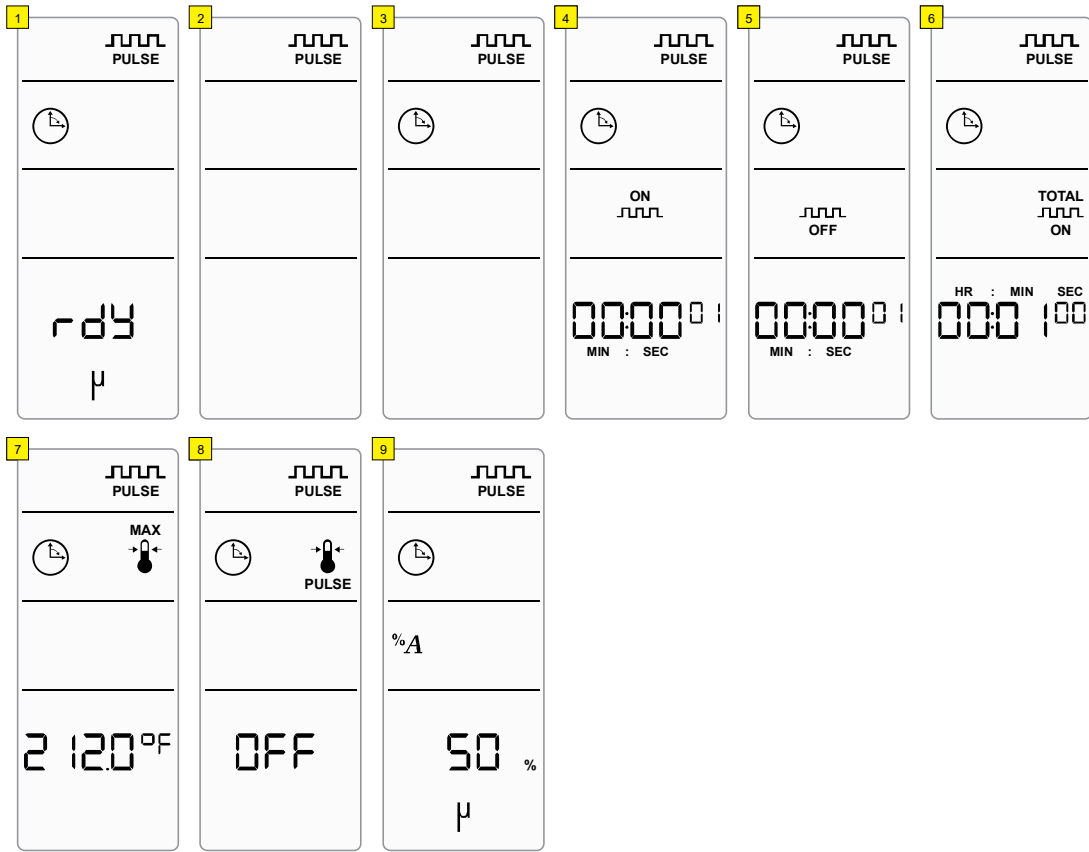 1
PULSE
rdY
μ
2
PULSE
3
PULSE
4
PULSE
ON
00:00 01
MIN : SEC
5
PULSE
OFF
00:00 01
MIN : SEC
6
PULSE
TOTAL
ON
HR : MIN SEC
00:01 00
7
PULSE
MAX
212.0°F
8
PULSE
PULSE
OFF
9
PULSE
%A
50 %
μ